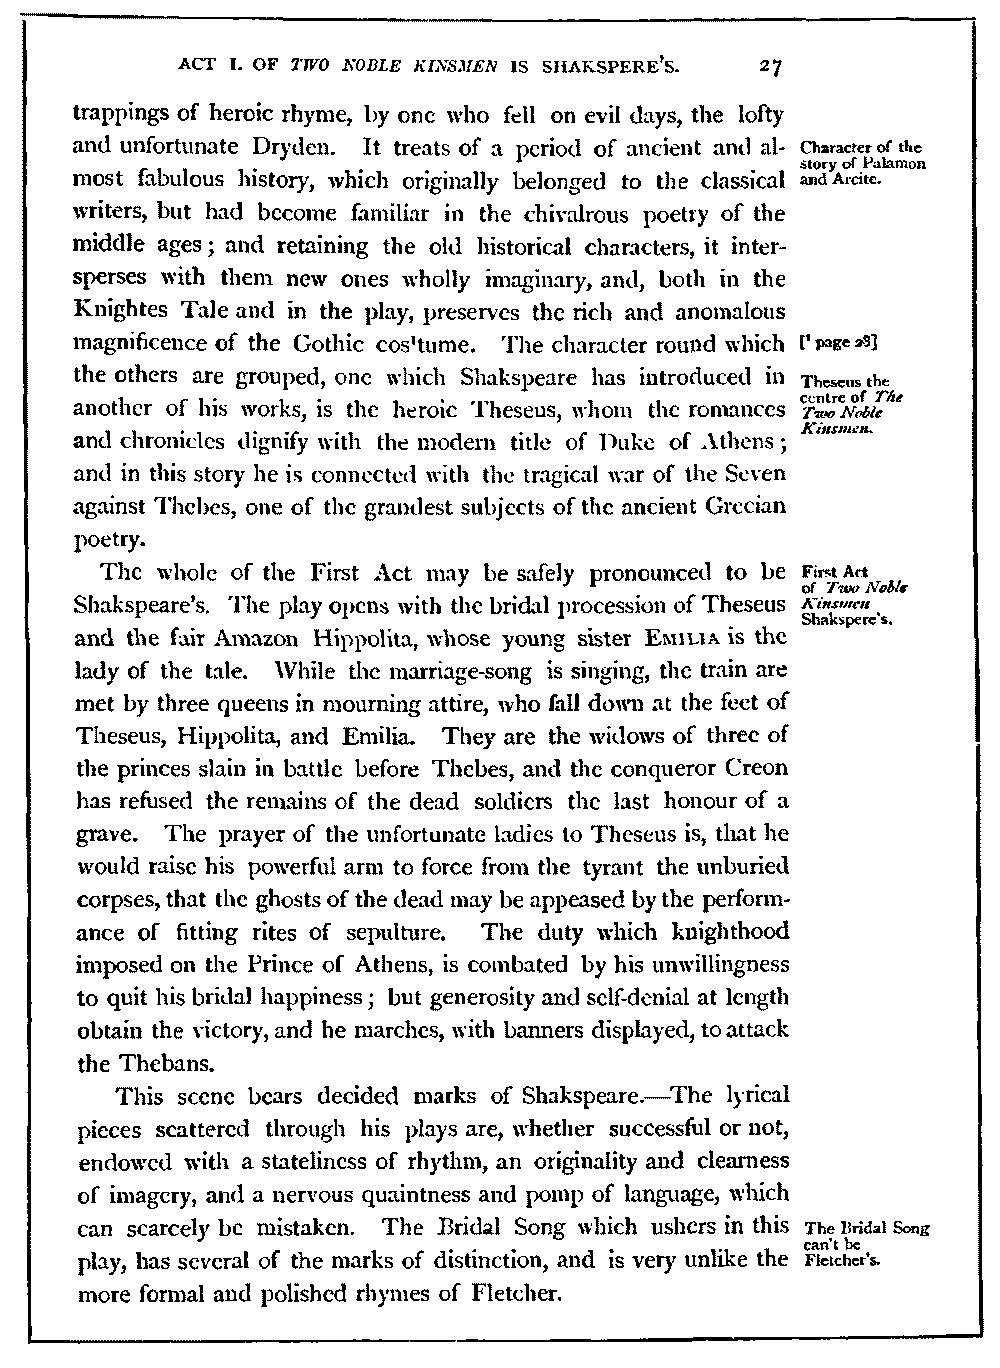 ACT I. OF TWO NOBLE KINSMEN IS SHAKSPERE'S. 27
trappings of heroic rhyme, by one who fell on evil days, the lofty
and unfortunate Dryden. It treats of a period of ancient and al-
most fabulous history, which originally belonged to the classical
writers, but had become familiar in the chivalrous poetry of the
middle ages; and retaining the old historical characters, it inter-
sperses with them new ones wholly imaginary, and, both in the
Knightes Tale and in the play, preserves the rich and anomalous
magnificence of the Gothic cos'tume. The character round which
the others are grouped, one which Shakspeare has introduced in
another of his works, is the heroic Theseus, whom the romances
and chronicles dignify with the modern title of Duke of Athens;
and in this story he is connected with the tragical war of the Seven
against Thebes, one of the grandest subjects of the ancient Grecian
poetry.
The whole of the First Act may be safely pronounced to be
Shakspeare's. The play opens with the bridal procession of Theseus
and the fair Amazon Hippolita, whose young sister EMILIA is the
lady of the tale. While the marriage-song is singing, the train are
met by three queens in mourning attire, who fall down at the feet of
Theseus, Hippolita, and Emilia. They are the widows of three of
the princes slain in battle before Thebes, and the conqueror Creon
has refused the remains of the dead soldiers the last honour of a
grave. The prayer of the unfortunate ladies to Theseus is, that he
would raise his powerful arm to force from the tyrant the unburied
corpses, that the ghosts of the dead may be appeased by the perform-
ance of fitting rites of sepulture. The duty which knighthood
imposed on the Prince of Athens, is combated by his unwillingness
to quit his bridal happiness; but generosity and self-denial at length
obtain the victory, and he marches, with banners displayed, to attack
the Thebans.
This scene bears decided marks of Shakspeare.—The lyrical
pieces scattered through his plays are, whether successful or not,
endowed with a stateliness of rhythm, an originality and clearness
of imagery, and a nervous quaintness and pomp of language, which
can scarcely be mistaken. The Bridal Song which ushers in this
play, has several of the marks of distinction, and is very unlike the
more formal and polished rhymes of Fletcher.
Character of the
story of Palamon
and Arcite.
[' page 28]
Theseus the
centre of The
Two Noble
Kinsmen.
First Act
of Two Noble
Kinsmen
Shakspere's.
The Bridal Song
can't be
Fletcher's.